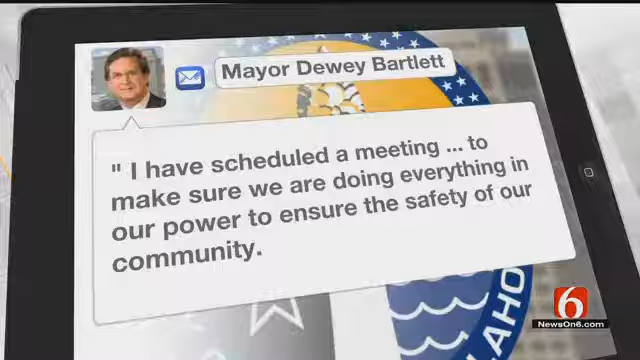 Mayor Dewey Bartlett
" I have scheduled a meeting ... to
make sure we are doing everything in
our power to ensure the safety of our
community.
LAHO
6
NewsOn6.com